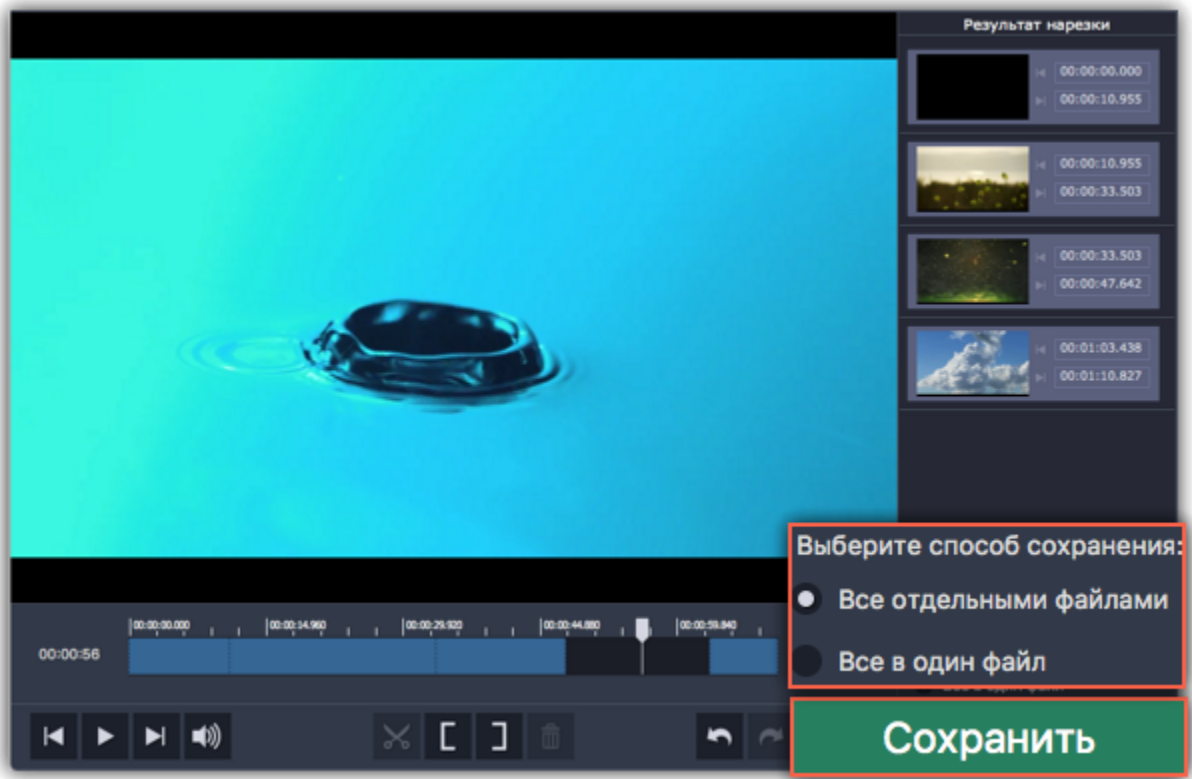 Результат нарезки
00:00:00.000
00:00:10.955
00:00:10.955
00:00:33.503
00:00:33.503
00:00:47.642
00:01:03.438
00:01:10.827
Выберите способ сохранения:
Все отдельными файлами
Все в один файл
00:00:00.000 00:00:14.960 00:00:29.920 00:00:44.880 00:00:59.840
00:00:56
Сохранить